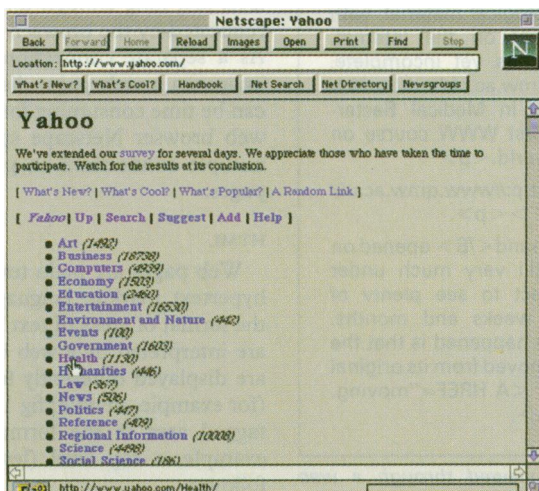 Netscape: Yahoo
Back Forward Home Reload Images Open Print Find Stop
N
Location: http://www.yahoo.com/
What's New? What's Cool? Handbook Net Search Net Directory Newsgroups
Yahoo
We've extended our survey for several days. We appreciate those who have taken the time to
participate. Watch for the results at its conclusion.
[ What's New? | What's Cool? | What's Popular? | A Random Link ]
[ Yahoo | Up | Search | Suggest | Add | Help ]
Art (1492)
Business (18738)
Computers (4939)
Economy (1503)
Education (2460)
Entertainment (16530)
Environment and Nature (442)
Events (100)
Government (1603)
Health (1130)
Humanities (446)
Law (367)
News (506)
Politics (447)
Reference (409)
Regional Information (10008)
Science (4498)
Social Science (186)
http://www.yahoo.com/Health/